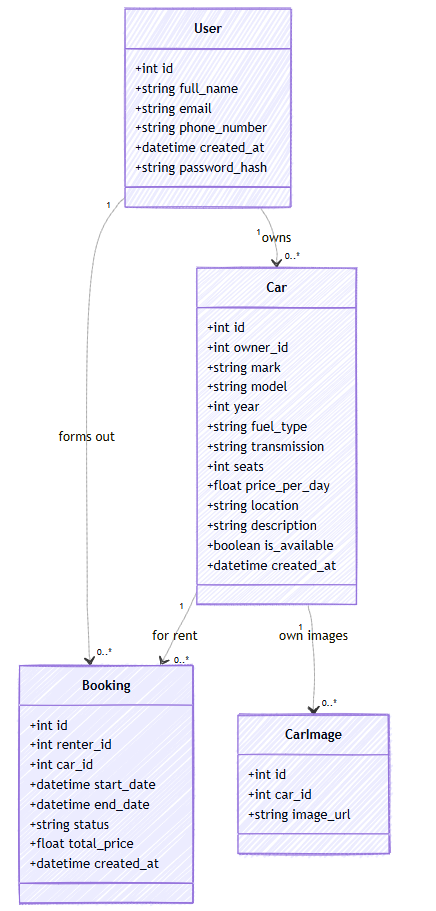 User
+int id
+string full_name
+string email
+string phone_number
+datetime created_at
+string password_hash
1
1
owns
0..*
Car
+int id
+int owner_id
+string mark
+string model
+int year
+string fuel_type
+string transmission
+int seats
+float price_per_day
+string location
+string description
+boolean is_available
+datetime created_at
forms out
1
for rent
1
own images
0..*
0..*
0..*
Booking
+int id
+int renter_id
+int car_id
+datetime start_date
+datetime end_date
+string status
+float total_price
+datetime created_at
CarImage
+int id
+int car_id
+string image_url